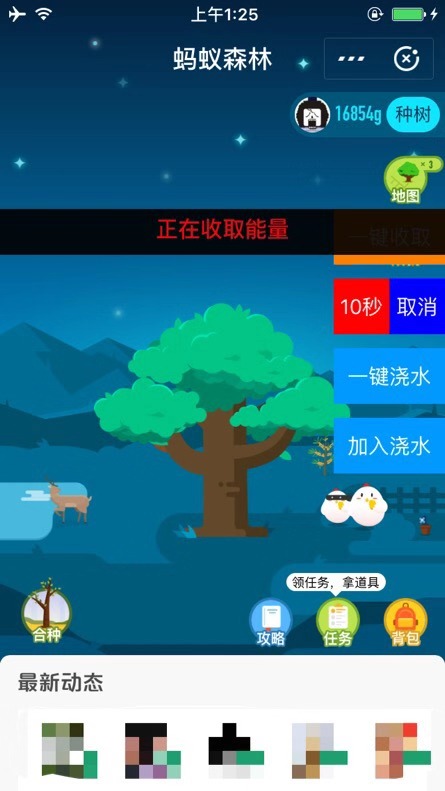 上午1:25
蚂蚁森林
16854g 种树
× 3
地图
正在收取能量
一键收取
10秒 取消
一键浇水
加入浇水
领任务，拿道具
合种 攻略 任务 背包
最新动态